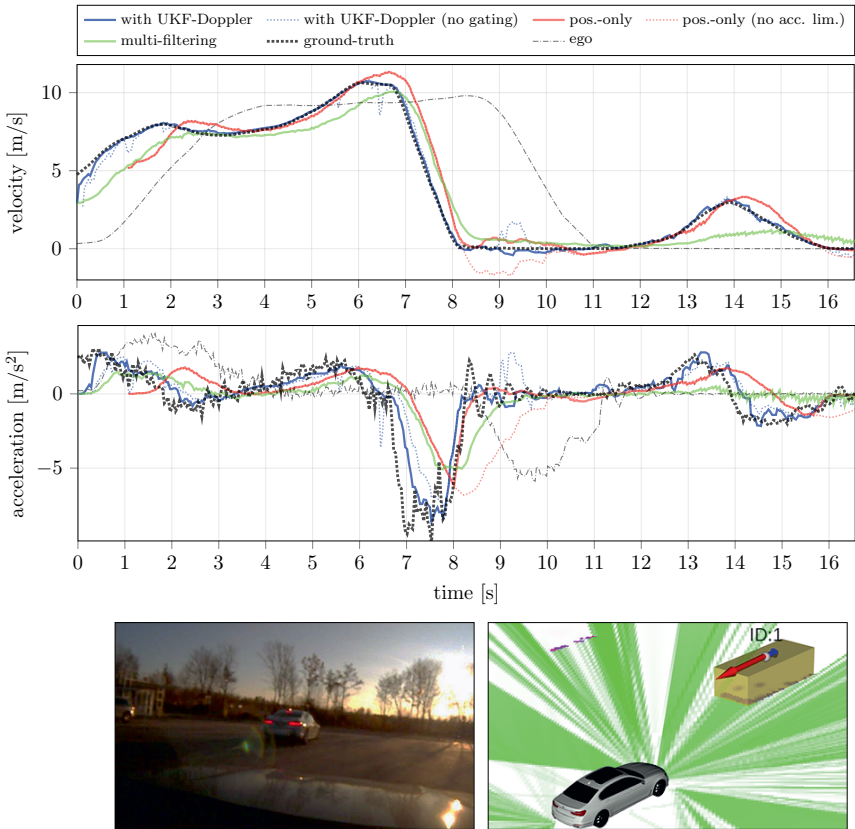 with UKF-Doppler with UKF-Doppler (no gating) pos.-only pos.-only (no acc. lim.)
multi-filtering ground-truth ego
10
5
0
velocity [m/s]
0 1 2 3 4 5 6 7 8 9 10 11 12 13 14 15 16
0
−5
acceleration [m/s²]
0 1 2 3 4 5 6 7 8 9 10 11 12 13 14 15 16
time [s]
ID:1